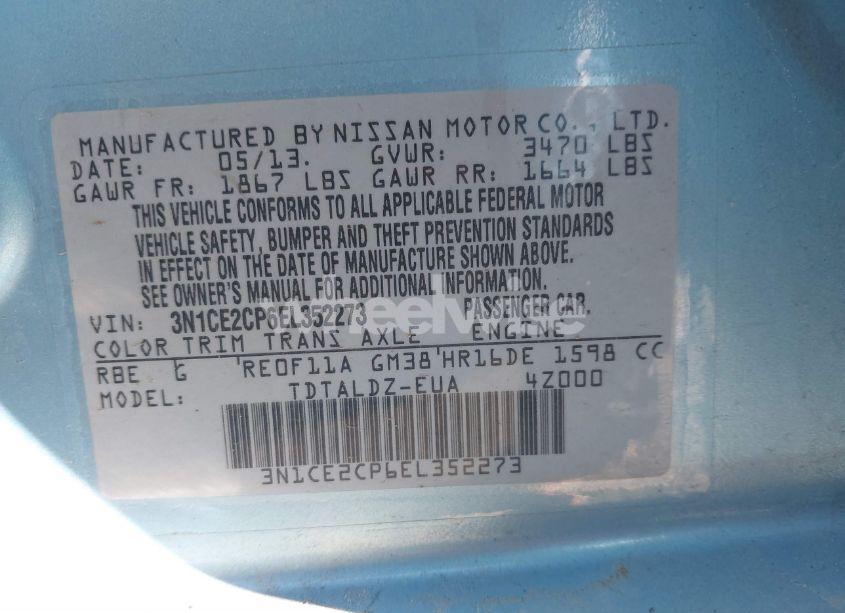 MANUFACTURED BY NISSAN MOTOR CO., LTD.
DATE: 05/13. GVWR: 3470 LBS
GAWR FR: 1867 LBS GAWR RR: 1664 LBS
THIS VEHICLE CONFORMS TO ALL APPLICABLE FEDERAL MOTOR
VEHICLE SAFETY, BUMPER AND THEFT PREVENTION STANDARDS
IN EFFECT ON THE DATE OF MANUFACTURE SHOWN ABOVE.
SEE OWNER'S MANUAL FOR ADDITIONAL INFORMATION.
VIN: 3N1CE2CP6EL352273 PASSENGER CAR.
COLOR TRIM TRANS AXLE ENGINE
RBE G RE0F11A GM38 HR16DE 1598 CC
MODEL: TDTALDZ-EUA 4Z000
3N1CE2CP6EL352273